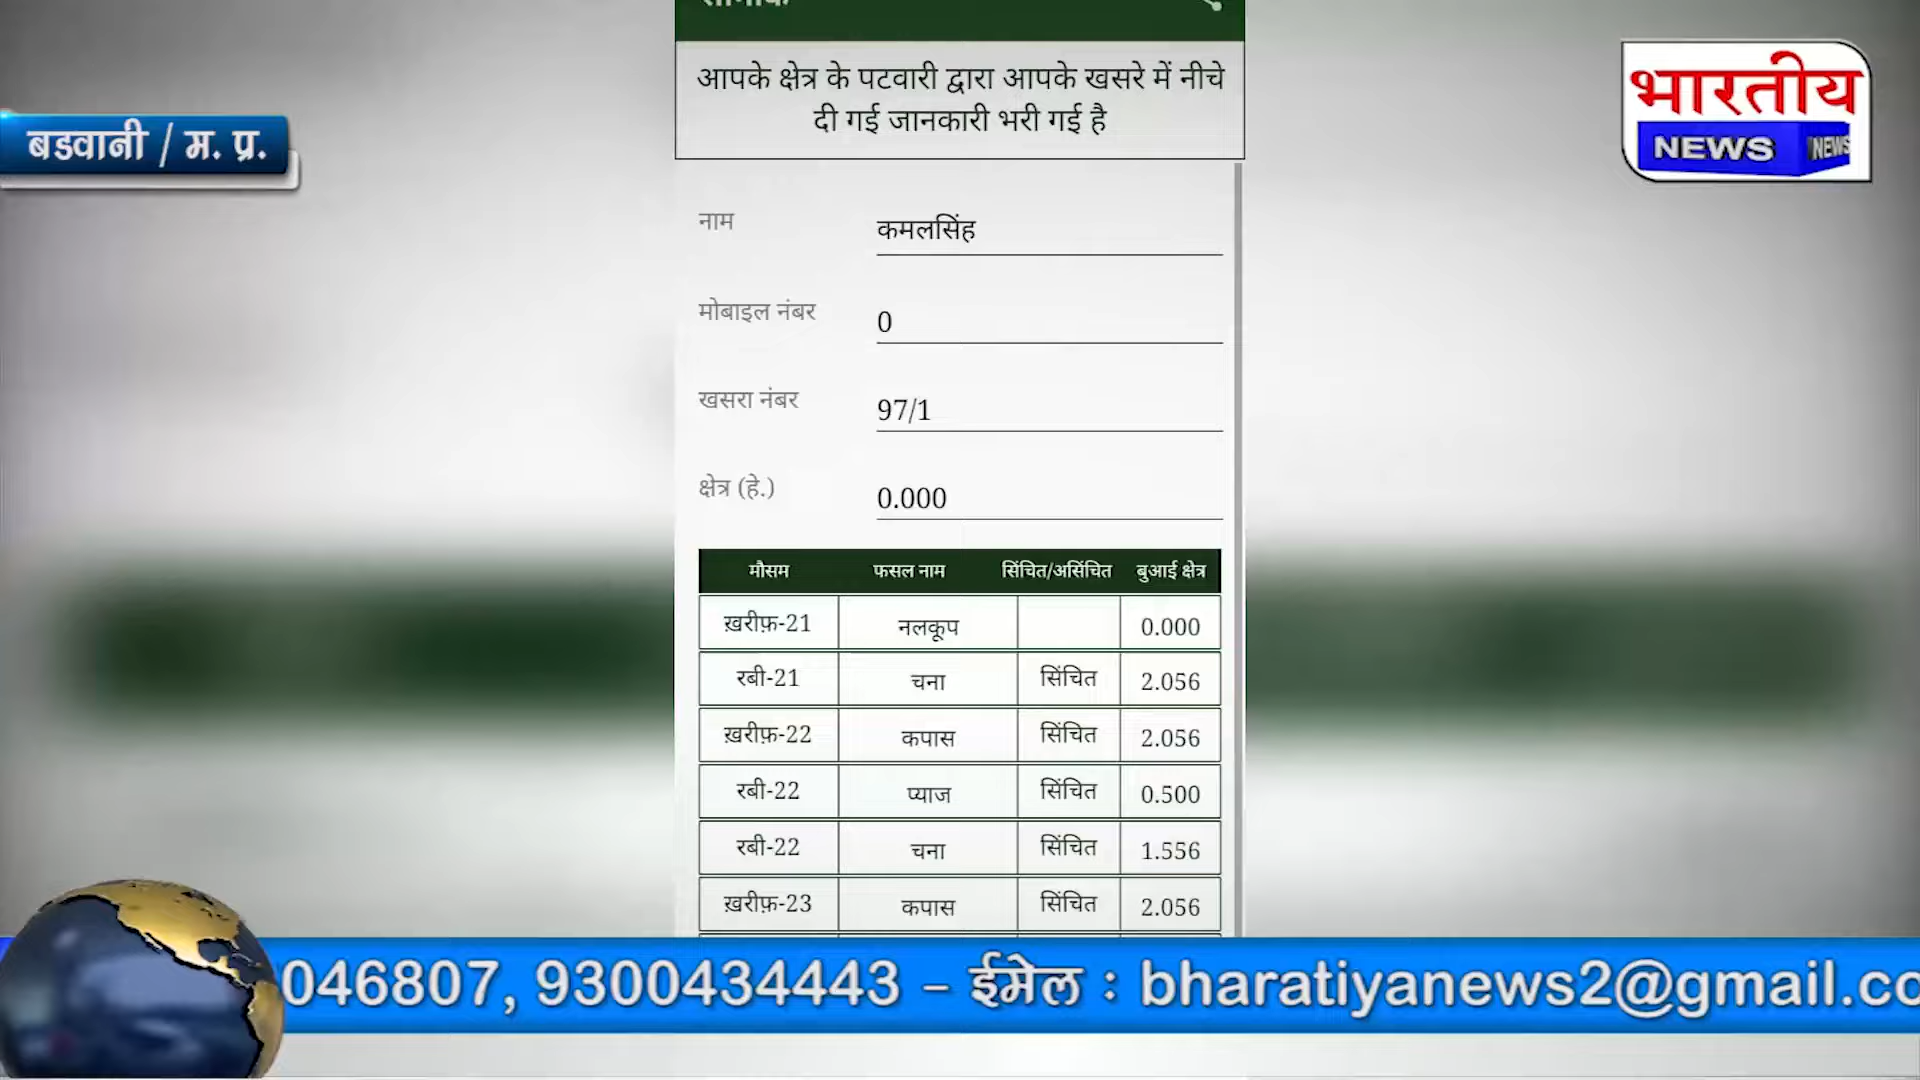 आपके क्षेत्र के पटवारी द्वारा आपके खसरे में नीचे
दी गई जानकारी भरी गई है
बडवानी / म. प्र.
भारतीय
NEWS NEWS
नाम कमलसिंह
मोबाइल नंबर 0
खसरा नंबर 97/1
क्षेत्र (हे.) 0.000
मौसम फसल नाम सिंचित/असिंचित बुआई क्षेत्र
ख़रीफ़-21 नलकूप 0.000
रबी-21 चना सिंचित 2.056
ख़रीफ़-22 कपास सिंचित 2.056
रबी-22 प्याज सिंचित 0.500
रबी-22 चना सिंचित 1.556
ख़रीफ़-23 कपास सिंचित 2.056
046807, 9300434443 – ईमेल : bharatiyanews2@gmail.co